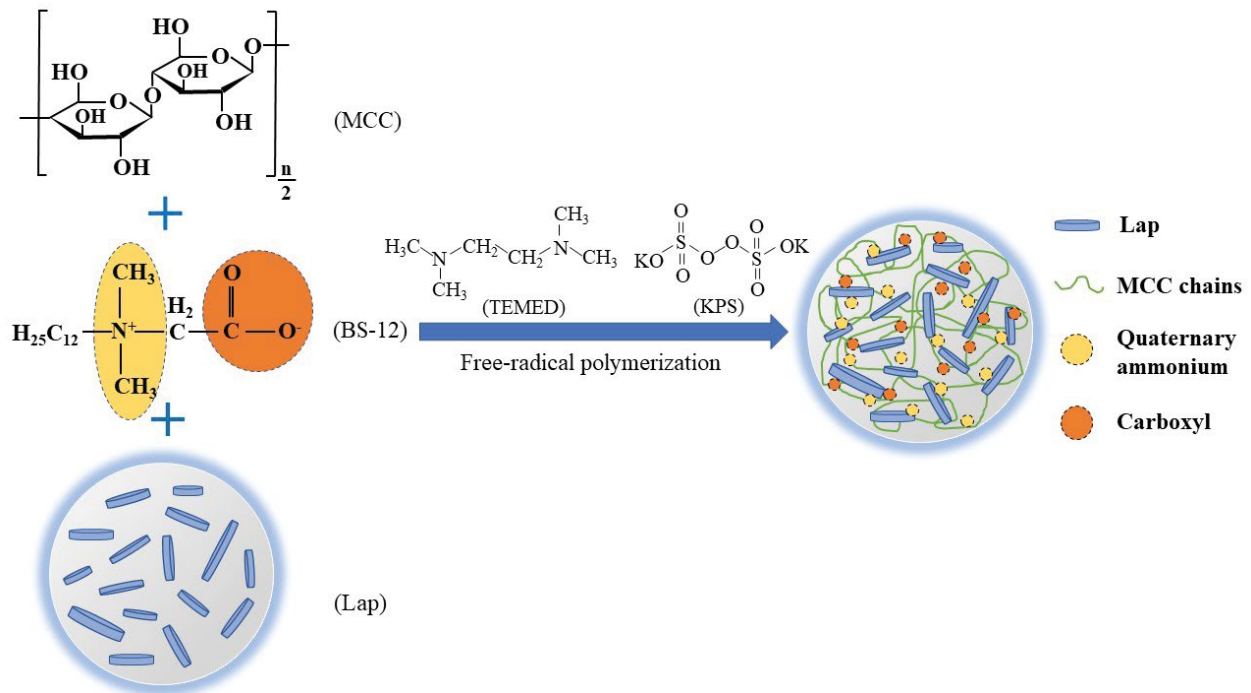 HO
HO
O
O
OH
HO
OH
O
OH
O
OH
HO
n
2
(MCC)
+
CH3
O
H2
H25C12 N+ C C O-
CH3
(BS-12)
+
(Lap)
CH3
H3C
CH2
N
CH2
N
CH3
CH3
(TEMED)
O
O
KO S O
O S OK
O
O
(KPS)
Free-radical polymerization
Lap
MCC chains
Quaternary
ammonium
Carboxyl